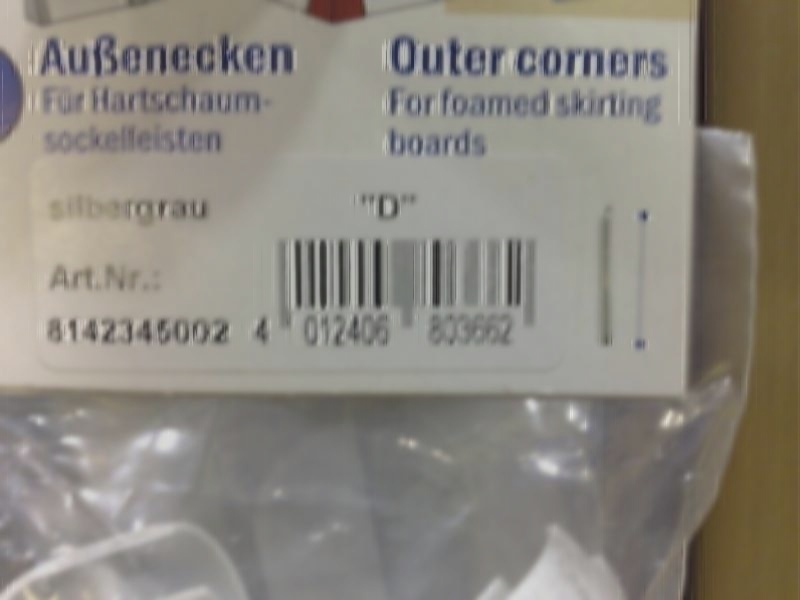 Außenecken
Für Hartschaum-
sockelleisten
Outer corners
For foamed skirting
boards
silbergrau "D"
Art.Nr.:
8142345002 4 012406 803662